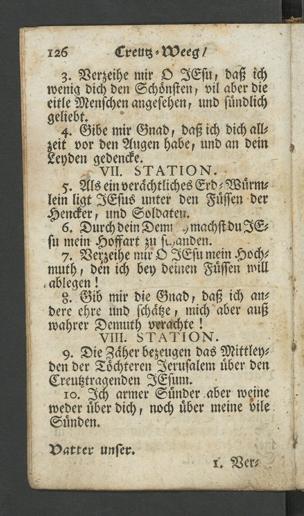 126 Creutz-Weeg/
3. Verzeihe mir O JEsu, daß ich
wenig dich den Schönsten, vil aber die
eitle Menschen angesehen, und sündlich
geliebt.
4. Gibe mir Gnad, daß ich dich all-
zeit vor den Augen habe, und an dein
Leyden gedencke.
VII. STATION.
5. Als ein verächtliches Erd-Würm-
lein ligt JEsus unter den Füssen der
Hencker, und Soldaten.
6. Durch dein machst du JE-
su mein Hoffart zu schanden.
7. Verzeihe mir O JEsu mein Hoch-
muth, den ich bey deinen Füssen will
ablegen!
8. Gib mir die Gnad, daß ich an-
dere ehre und schätze, mich aber auß
wahrer Demuth verachte!
VIII. STATION.
9. Die Zäher bezeugen das Mittley-
den der Töchteren Jerusalem über den
Creutztragenden JEsum.
10. Ich armer Sünder aber weine
weder über dich, noch über meine vile
Sünden.
Vatter unser.
1. Ver-